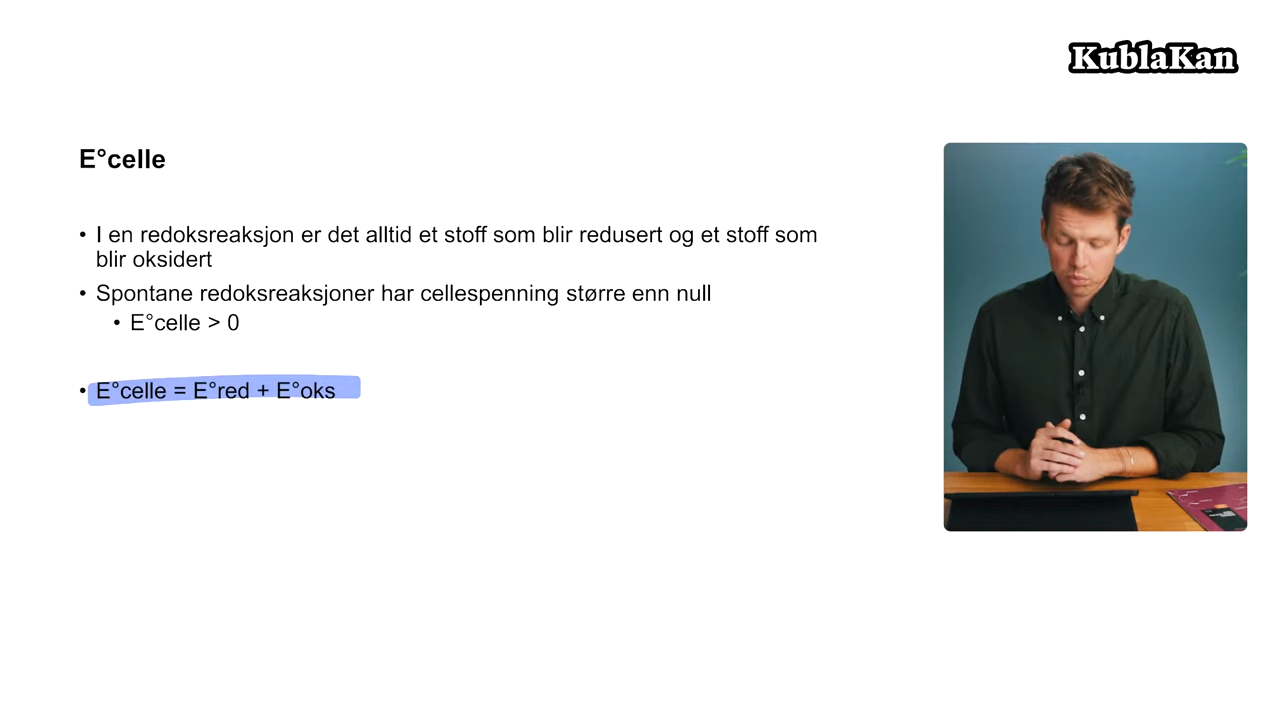 KublaKan
E°celle
• I en redoksreaksjon er det alltid et stoff som blir redusert og et stoff som
blir oksidert
• Spontane redoksreaksjoner har cellespenning større enn null
• E°celle > 0
• E°celle = E°red + E°oks